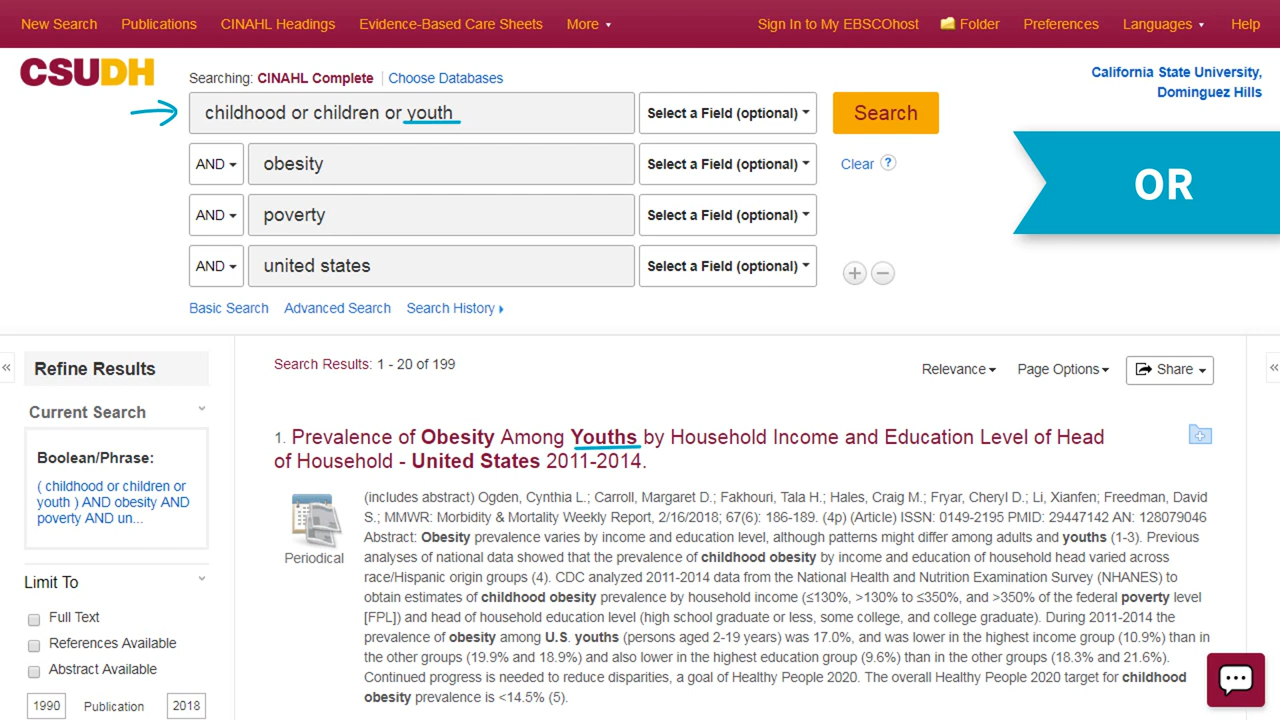 New Search Publications CINAHL Headings Evidence-Based Care Sheets More Sign In to My EBSCOhost Folder Preferences Languages Help
CSUDH
Searching: CINAHL Complete Choose Databases
California State University,
Dominguez Hills
childhood or children or youth Select a Field (optional) Search
AND obesity Select a Field (optional) Clear ?
OR
AND poverty Select a Field (optional)
AND united states Select a Field (optional)
Basic Search Advanced Search Search History
Refine Results
Current Search
Boolean/Phrase:
( childhood or children or
youth ) AND obesity AND
poverty AND un...
Limit To
Full Text
References Available
Abstract Available
1990 Publication 2018
Search Results: 1 - 20 of 199
Relevance Page Options Share
1. Prevalence of Obesity Among Youths by Household Income and Education Level of Head
of Household - United States 2011-2014.
Periodical
(includes abstract) Ogden, Cynthia L.; Carroll, Margaret D.; Fakhouri, Tala H.; Hales, Craig M.; Fryar, Cheryl D.; Li, Xianfen; Freedman, David
S.; MMWR: Morbidity & Mortality Weekly Report, 2/16/2018; 67(6): 186-189. (4p) (Article) ISSN: 0149-2195 PMID: 29447142 AN: 128079046
Abstract: Obesity prevalence varies by income and education level, although patterns might differ among adults and youths (1-3). Previous
analyses of national data showed that the prevalence of childhood obesity by income and education of household head varied across
race/Hispanic origin groups (4). CDC analyzed 2011-2014 data from the National Health and Nutrition Examination Survey (NHANES) to
obtain estimates of childhood obesity prevalence by household income (≤130%, >130% to ≤350%, and >350% of the federal poverty level
[FPL]) and head of household education level (high school graduate or less, some college, and college graduate). During 2011-2014 the
prevalence of obesity among U.S. youths (persons aged 2-19 years) was 17.0%, and was lower in the highest income group (10.9%) than in
the other groups (19.9% and 18.9%) and also lower in the highest education group (9.6%) than in the other groups (18.3% and 21.6%).
Continued progress is needed to reduce disparities, a goal of Healthy People 2020. The overall Healthy People 2020 target for childhood
obesity prevalence is <14.5% (5).